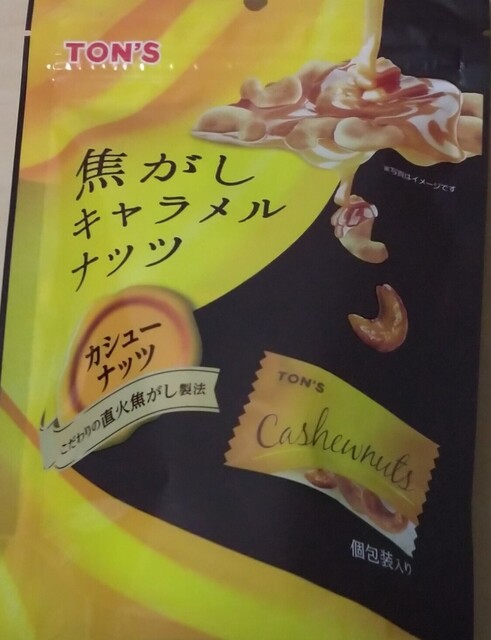 TON'S
焦がし
キャラメル
ナッツ
※写真はイメージです
カシュー
ナッツ
こだわりの直火焦がし製法
TON'S
Cashewnuts
個包装入り